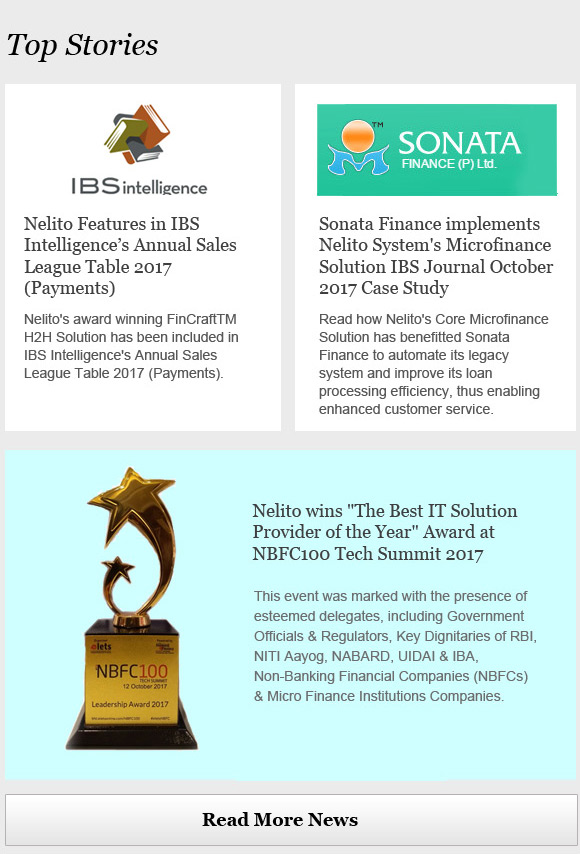 Top Stories
IBSintelligence
Nelito Features in IBS
Intelligence’s Annual Sales
League Table 2017
(Payments)
Nelito's award winning FinCraftTM
H2H Solution has been included in
IBS Intelligence's Annual Sales
League Table 2017 (Payments).
TM
SONATA
FINANCE (P) Ltd.
Sonata Finance implements
Nelito System's Microfinance
Solution IBS Journal October
2017 Case Study
Read how Nelito's Core Microfinance
Solution has benefitted Sonata
Finance to automate its legacy
system and improve its loan
processing efficiency, thus enabling
enhanced customer service.
elets
NBFC100
TECH SUMMIT
12 October 2017
Leadership Award 2017
Nelito wins "The Best IT Solution
Provider of the Year" Award at
NBFC100 Tech Summit 2017
This event was marked with the presence of
esteemed delegates, including Government
Officials & Regulators, Key Dignitaries of RBI,
NITI Aayog, NABARD, UIDAI & IBA,
Non-Banking Financial Companies (NBFCs)
& Micro Finance Institutions Companies.
Read More News